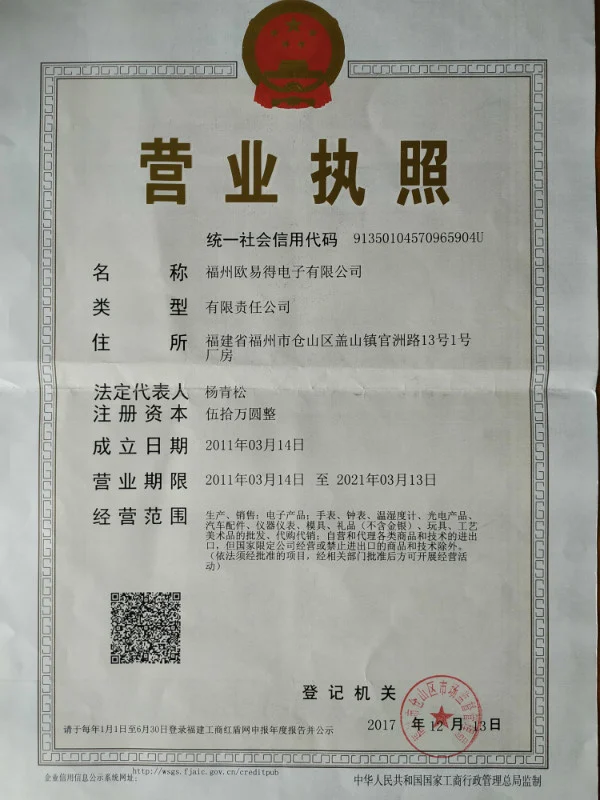 营业执照
统一社会信用代码 91350104570965904U
名称 福州欧易得电子有限公司
类型 有限责任公司
住所 福建省福州市仓山区盖山镇官洲路13号1号
厂房
法定代表人 杨青松
注册资本 伍拾万圆整
成立日期 2011年03月14日
营业期限 2011年03月14日 至 2021年03月13日
经营范围 生产、销售：电子产品；手表、钟表、温湿度计、光电产品、
汽车配件、仪器仪表、模具、礼品（不含金银）、玩具、工艺
美术品的批发、代购代销；自营和代理各类商品和技术的进出
口，但国家限定公司经营或禁止进出口的商品和技术除外。
（依法须经批准的项目，经相关部门批准后方可开展经营活
动）
登记机关
2017 年 12 月 13 日
请于每年1月1日至6月30日登录福建工商红盾网申报年度报告并公示
企业信用信息公示系统网址：http://wsgs.fjaic.gov.cn/creditpub
中华人民共和国国家工商行政管理总局监制